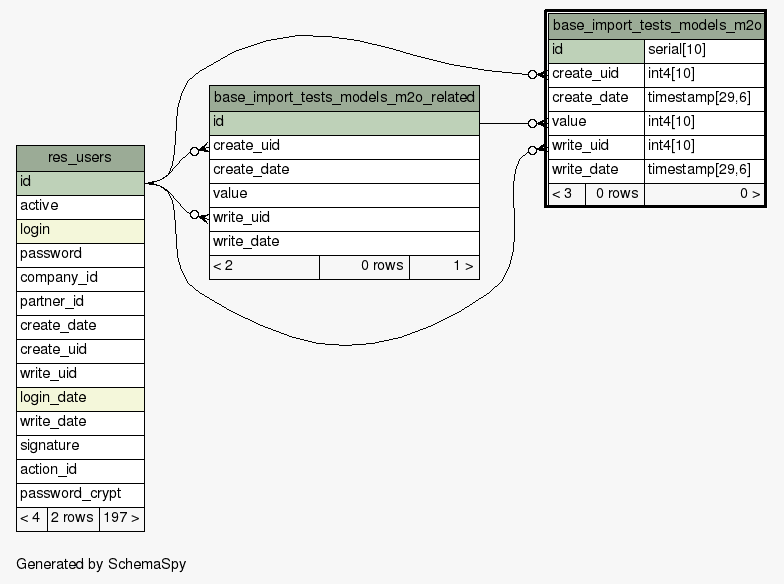 res_users
id
active
login
password
company_id
partner_id
create_date
create_uid
write_uid
login_date
write_date
signature
action_id
password_crypt
< 4 2 rows 197 >
base_import_tests_models_m2o_related
id
create_uid
create_date
value
write_uid
write_date
< 2 0 rows 1 >
base_import_tests_models_m2o
id serial[10]
create_uid int4[10]
create_date timestamp[29,6]
value int4[10]
write_uid int4[10]
write_date timestamp[29,6]
< 3 0 rows 0 >
Generated by SchemaSpy